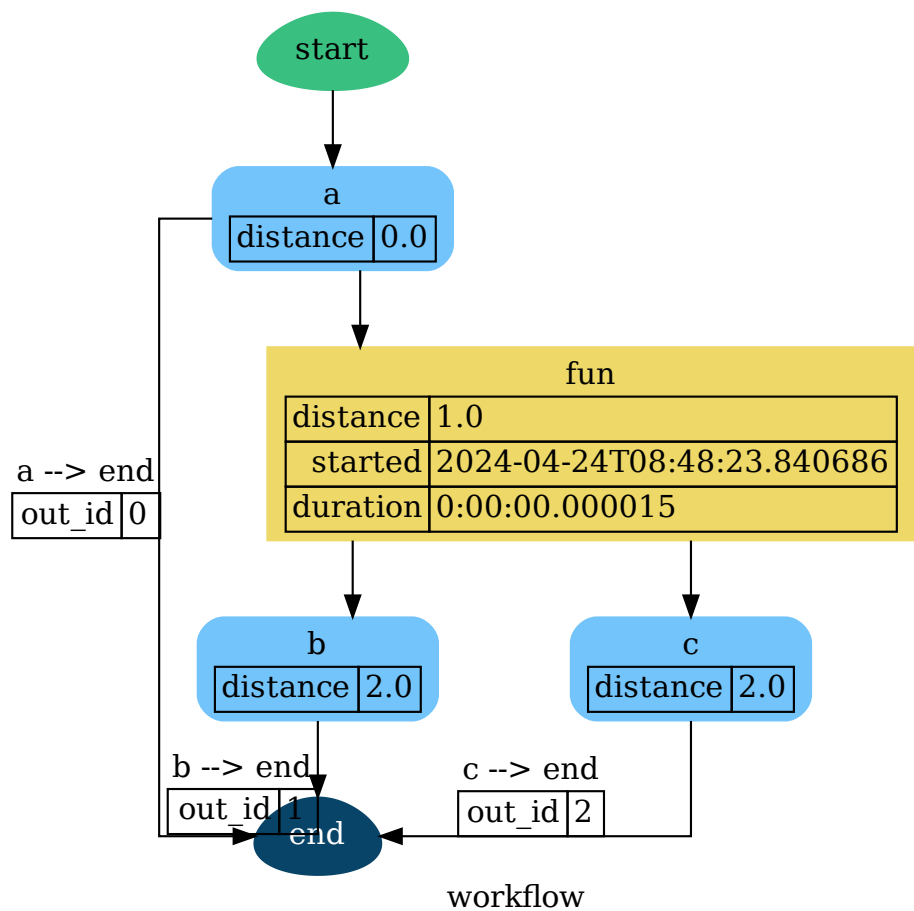 start
a
distance 0.0
fun
distance 1.0
started 2024-04-24T08:48:23.840686
duration 0:00:00.000015
a --> end
out_id 0
b
distance 2.0
c
distance 2.0
b --> end
out_id 1
c --> end
out_id 2
end
workflow